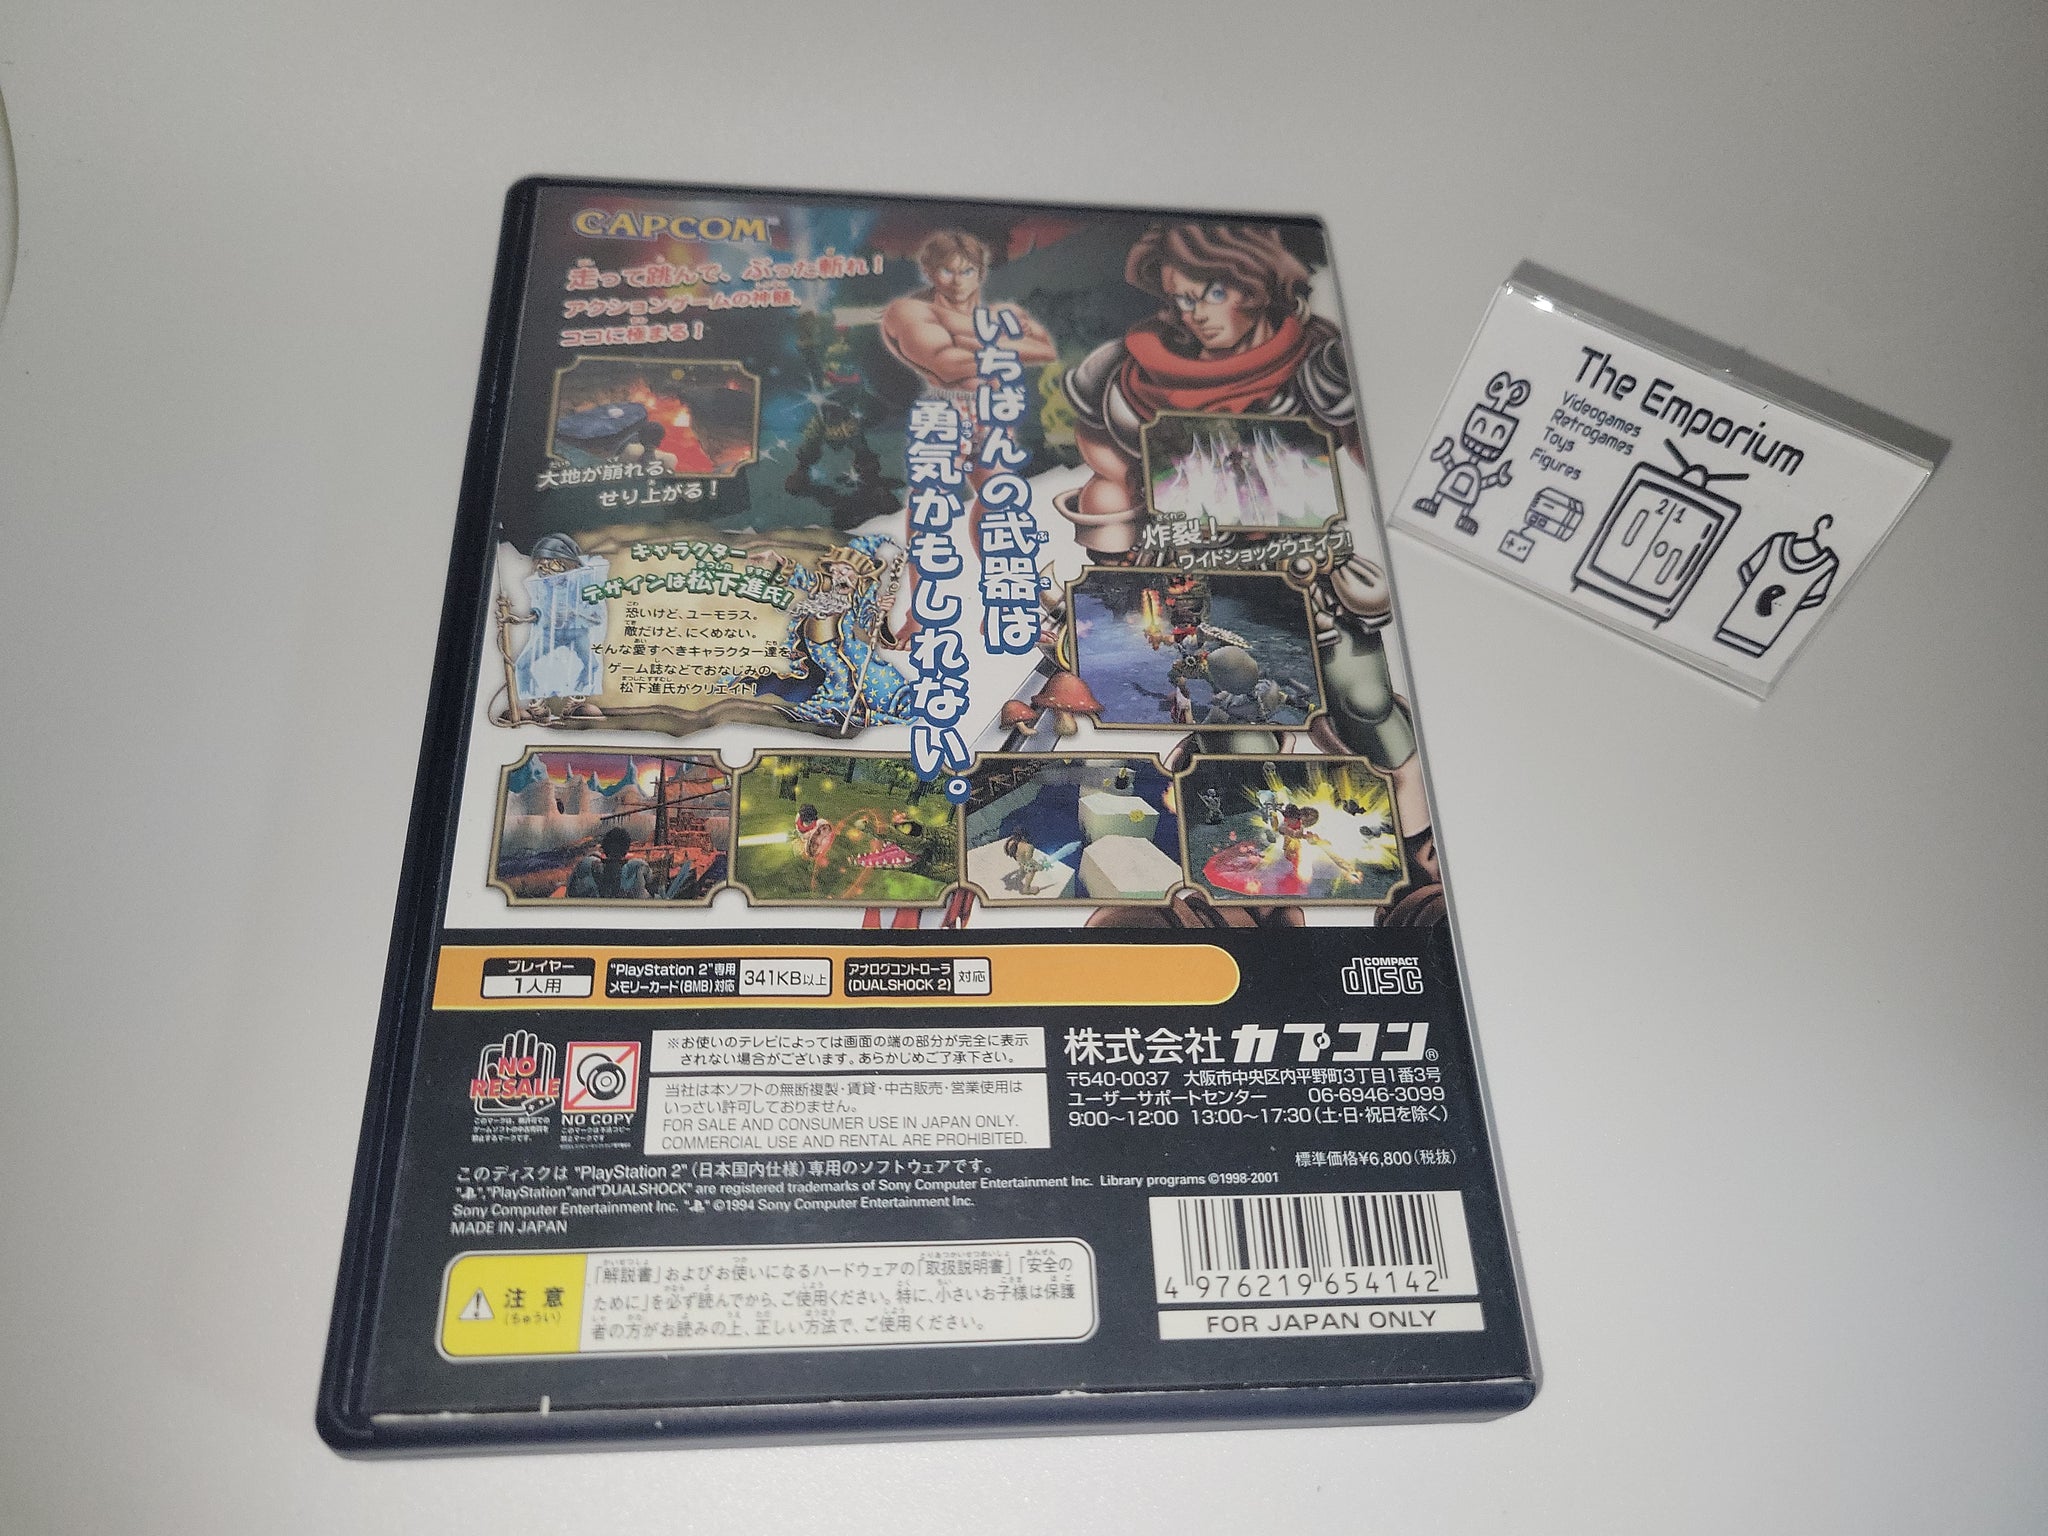 CAPCOM
走って跳んで、ぶった斬れ!
アクションゲームの神髄、
ココに極まる!
いちばんの武器は
勇気かもしれない。
大地が崩れる、
せり上がる!
炸裂!
ワイドショックウエイブ!
キャラクター
デザインは松下進氏!
恐いけど、ユーモラス。
敵だけど、にくめない。
そんな愛すべきキャラクター達を
ゲーム誌などでおなじみの
松下進氏がクリエイト!
プレイヤー
1人用
"PlayStation 2"専用
メモリーカード(8MB)対応
341KB以上
アナログコントローラ
(DUALSHOCK 2)
対応
COMPACT
disc
NO
RESALE
NO COPY
※お使いのテレビによっては画面の端の部分が完全に表示
されない場合がございます。あらかじめご了承下さい。
当社は本ソフトの無断複製・賃貸・中古販売・営業使用は
いっさい許可しておりません。
FOR SALE AND CONSUMER USE IN JAPAN ONLY.
COMMERCIAL USE AND RENTAL ARE PROHIBITED.
株式会社カプコン®
〒540-0037 大阪市中央区内平野町3丁目1番3号
ユーザーサポートセンター 06-6946-3099
9:00～12:00 13:00～17:30(土・日・祝日を除く)
標準価格¥6,800(税抜)
このディスクは "PlayStation 2"(日本国内仕様)専用のソフトウェアです。
"PlayStation"and"DUALSHOCK" are registered trademarks of Sony Computer Entertainment Inc. Library programs ©1998-2001
Sony Computer Entertainment Inc. ©1994 Sony Computer Entertainment Inc.
MADE IN JAPAN
注意
(ちゅうい)
「解説書」およびお使いになるハードウェアの「取扱説明書」「安全の
ために」を必ず読んでから、ご使用ください。特に、小さいお子様は保護
者の方がお読みの上、正しい方法で、ご使用ください。
4 976219 654142
FOR JAPAN ONLY
The Emporium
Videogames
Retrogames
Toys
Figures
21